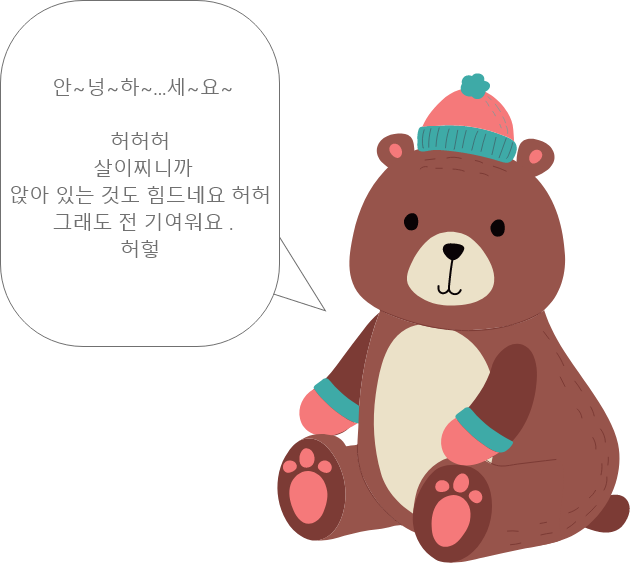 안~녕~하~...세~요~
허허허
살이찌니까
앉아 있는 것도 힘드네요 허허
그래도 전 기여워요 .
허헣